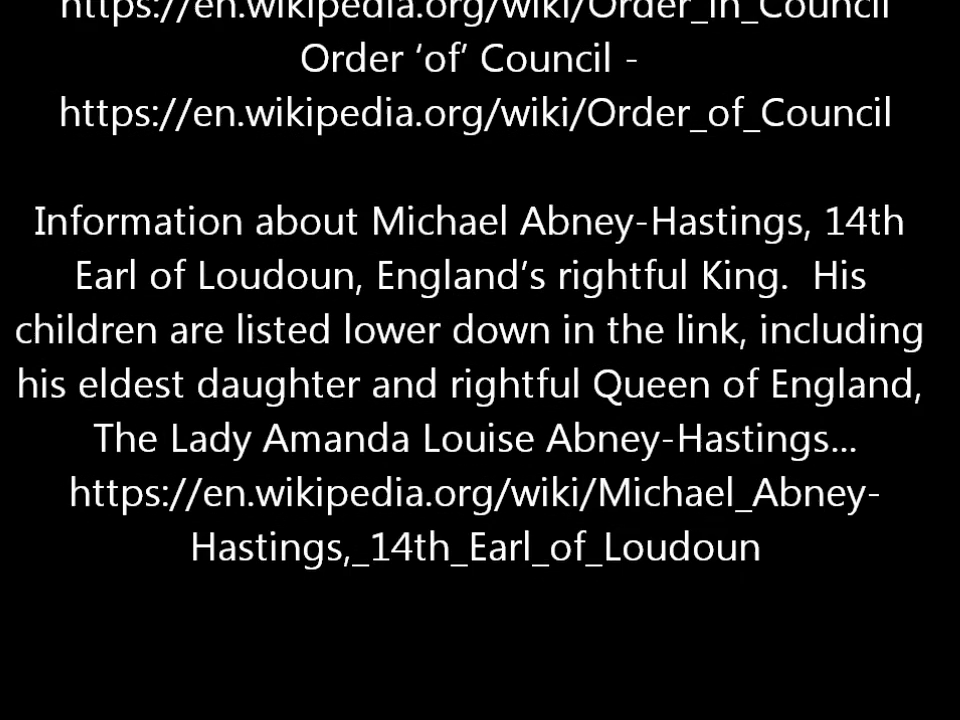 https://en.wikipedia.org/wiki/Order_in_Council
Order ‘of’ Council -
https://en.wikipedia.org/wiki/Order_of_Council
Information about Michael Abney-Hastings, 14th
Earl of Loudoun, England’s rightful King.  His
children are listed lower down in the link, including
his eldest daughter and rightful Queen of England,
The Lady Amanda Louise Abney-Hastings...
https://en.wikipedia.org/wiki/Michael_Abney-
Hastings,_14th_Earl_of_Loudoun